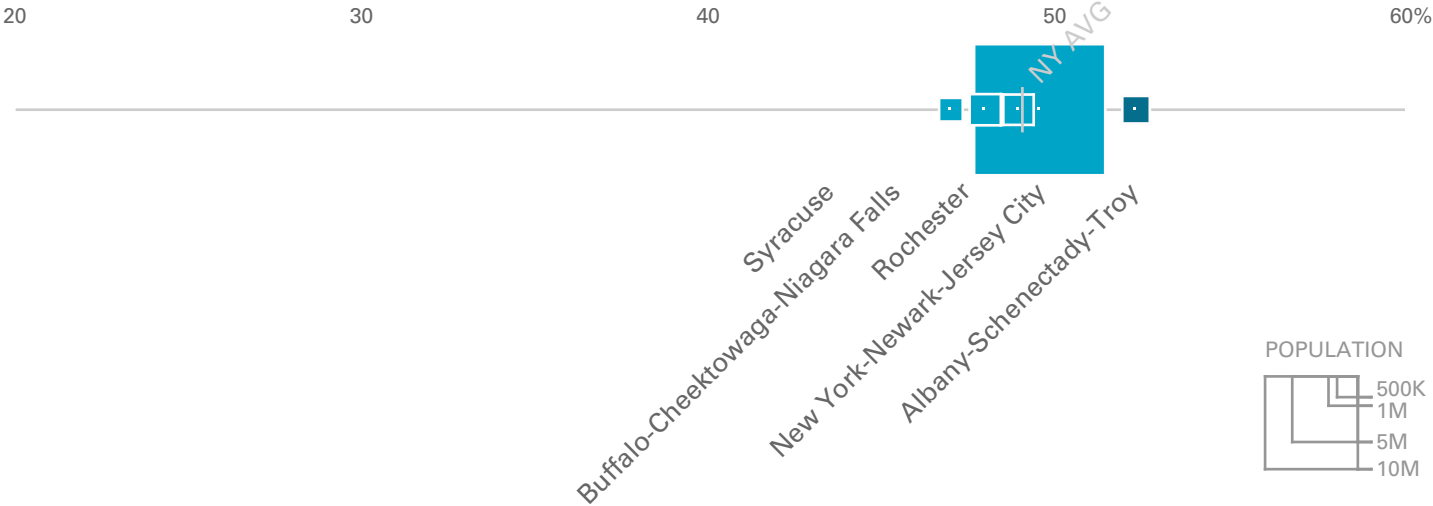 20
30
40
50
60%
NY AVG
Syracuse
Buffalo-Cheektowaga-Niagara Falls
Rochester
New York-Newark-Jersey City
Albany-Schenectady-Troy
POPULATION
500K
1M
5M
10M